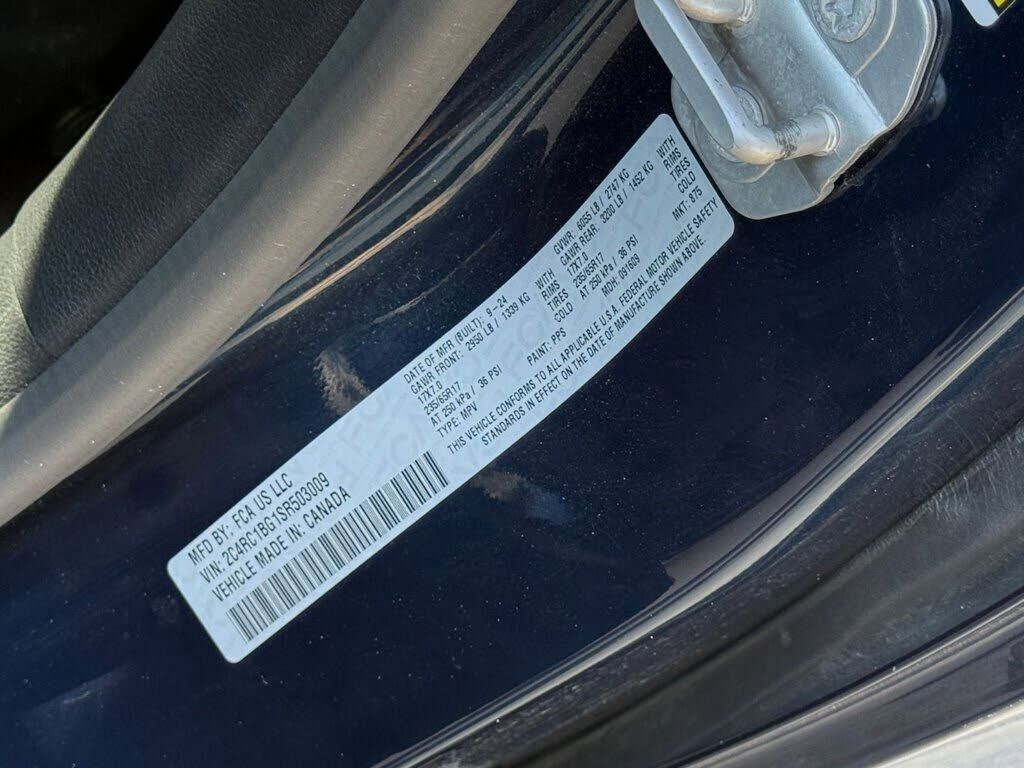 MFD BY: FCA US LLC
VIN: 2C4RC1BG1SR503009
VEHICLE MADE IN: CANADA
DATE OF MFR (BUILT): 9-24 GVWR: 6055 LB / 2747 KG
GAWR FRONT: 2950 LB / 1339 KG WITH GAWR REAR: 3200 LB / 1452 KG WITH
17X7.0 RIMS 17X7.0 RIMS
235/65R17 TIRES 235/65R17 TIRES
AT 250 kPa / 36 PSI COLD AT 250 kPa / 36 PSI COLD
TYPE: MPV PAINT: PPS MDH: 091609 MKT: 875
THIS VEHICLE CONFORMS TO ALL APPLICABLE U.S.A. FEDERAL MOTOR VEHICLE SAFETY
STANDARDS IN EFFECT ON THE DATE OF MANUFACTURE SHOWN ABOVE.